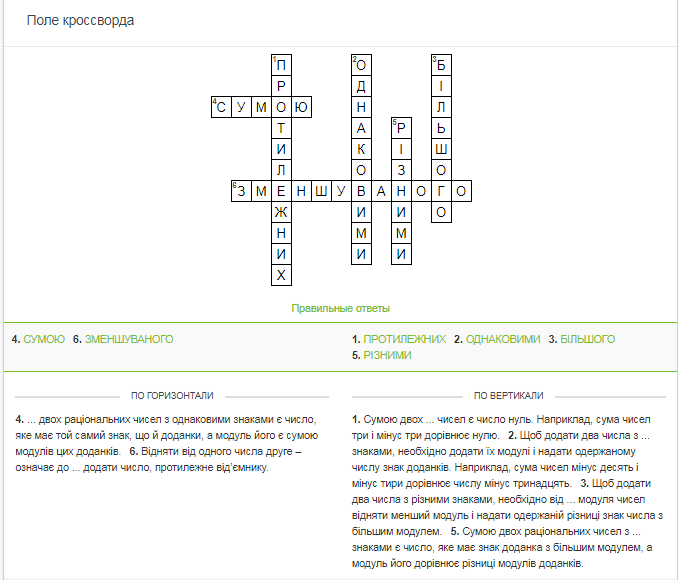 Поле кроссворда
1 П 2 О 3 Б
Р Д І
4 С У М О Ю Н Л
Т А 5 Р Ь
И К І Ш
Л О З О
6 З М Е Н Ш У В А Н О Г О
Ж И И О
Н М М
И И И
Х
Правильные ответы
4. СУМОЮ 6. ЗМЕНШУВАНОГО
1. ПРОТИЛЕЖНИХ 2. ОДНАКОВИМИ 3. БІЛЬШОГО
5. РІЗНИМИ
ПО ГОРИЗОНТАЛИ
4. ... двох раціональних чисел з однаковими знаками є число,
яке має той самий знак, що й доданки, а модуль його є сумою
модулів цих доданків. 6. Відняти від одного числа друге –
означає до ... додати число, протилежне від'ємнику.
ПО ВЕРТИКАЛИ
1. Сумою двох ... чисел є число нуль. Наприклад, сума чисел
три і мінус три дорівнює нулю. 2. Щоб додати два числа з ...
знаками, необхідно додати їх модулі і надати одержаному
числу знак доданків. Наприклад, сума чисел мінус десять і
мінус тири дорівнює числу мінус тринадцять. 3. Щоб додати
два числа з різними знаками, необхідно від ... модуля чисел
відняти менший модуль і надати одержаній різниці знак числа з
більшим модулем. 5. Сумою двох раціональних чисел з ...
знаками є число, яке має знак доданка з більшим модулем, а
модуль його дорівнює різниці модулів доданків.